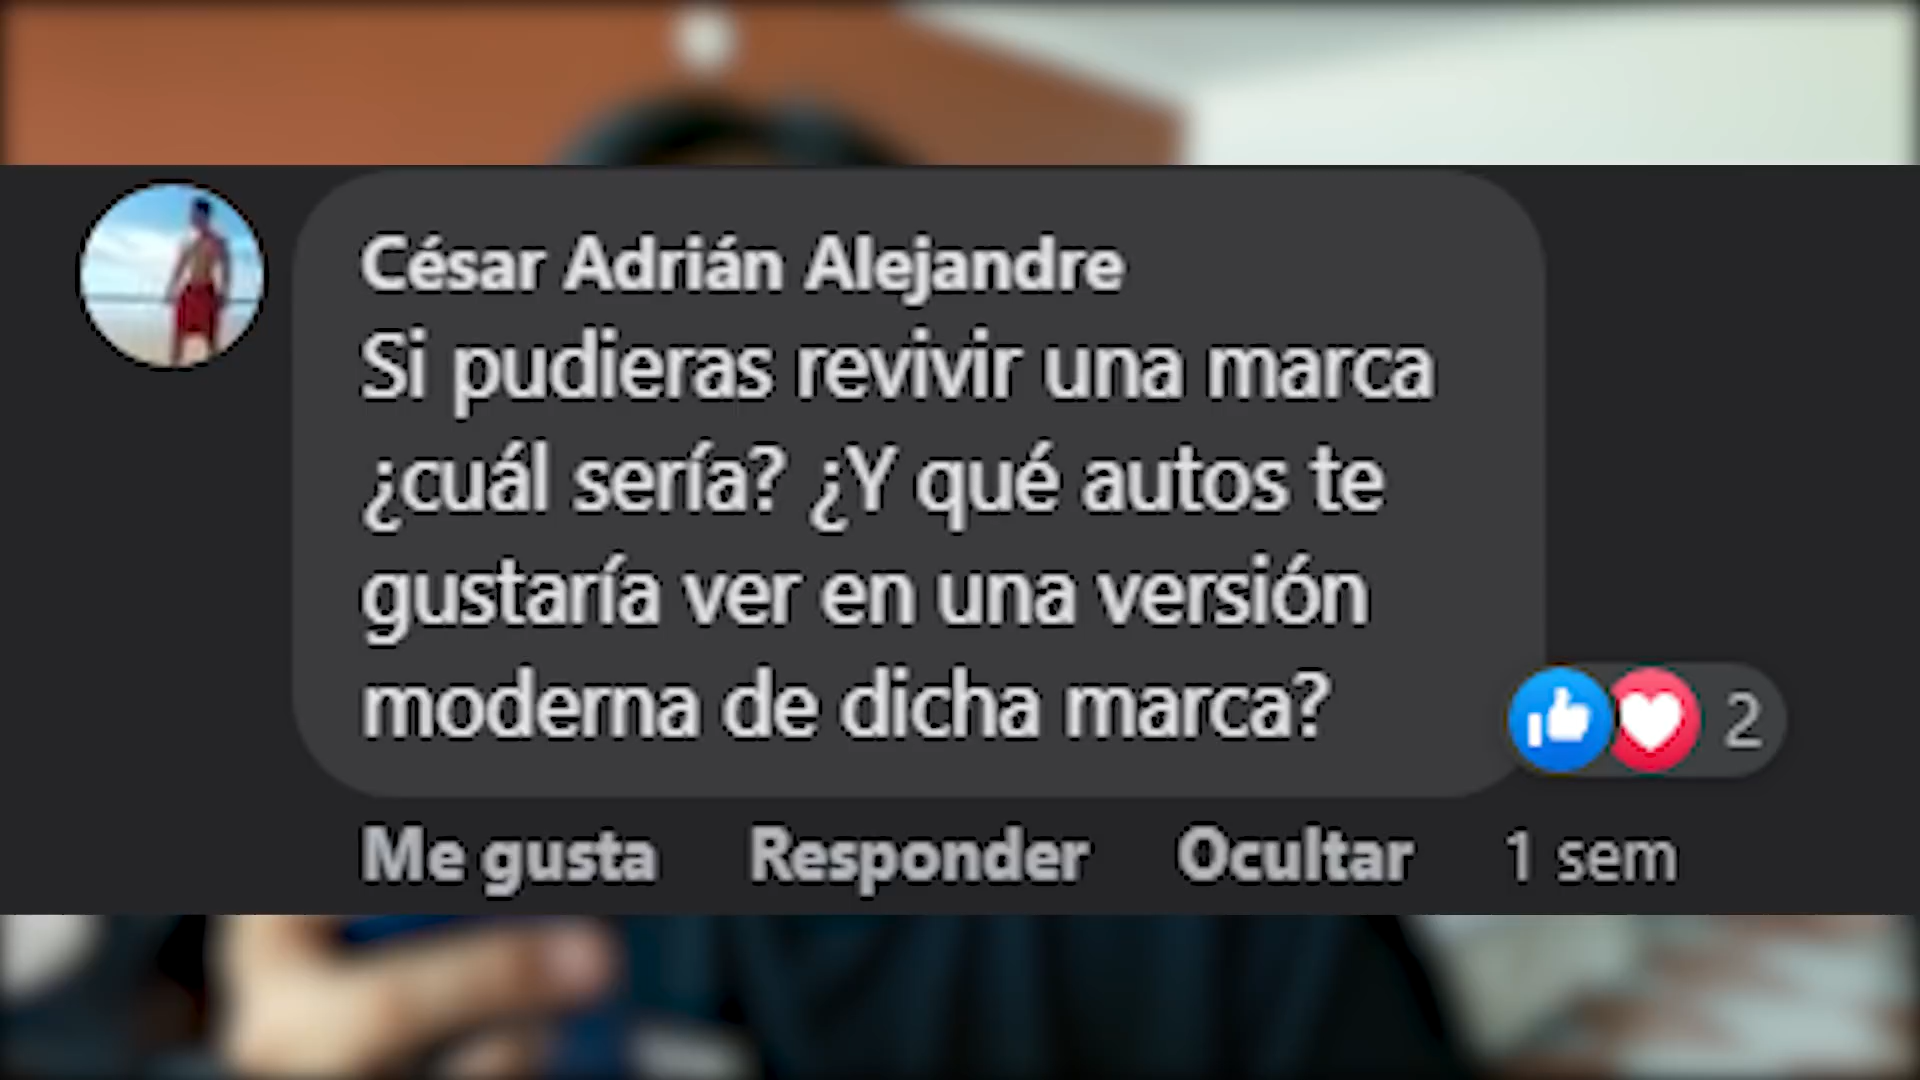 César Adrián Alejandre
Si pudieras revivir una marca
¿cuál sería? ¿Y qué autos te
gustaría ver en una versión
moderna de dicha marca?
2
Me gusta Responder Ocultar 1 sem